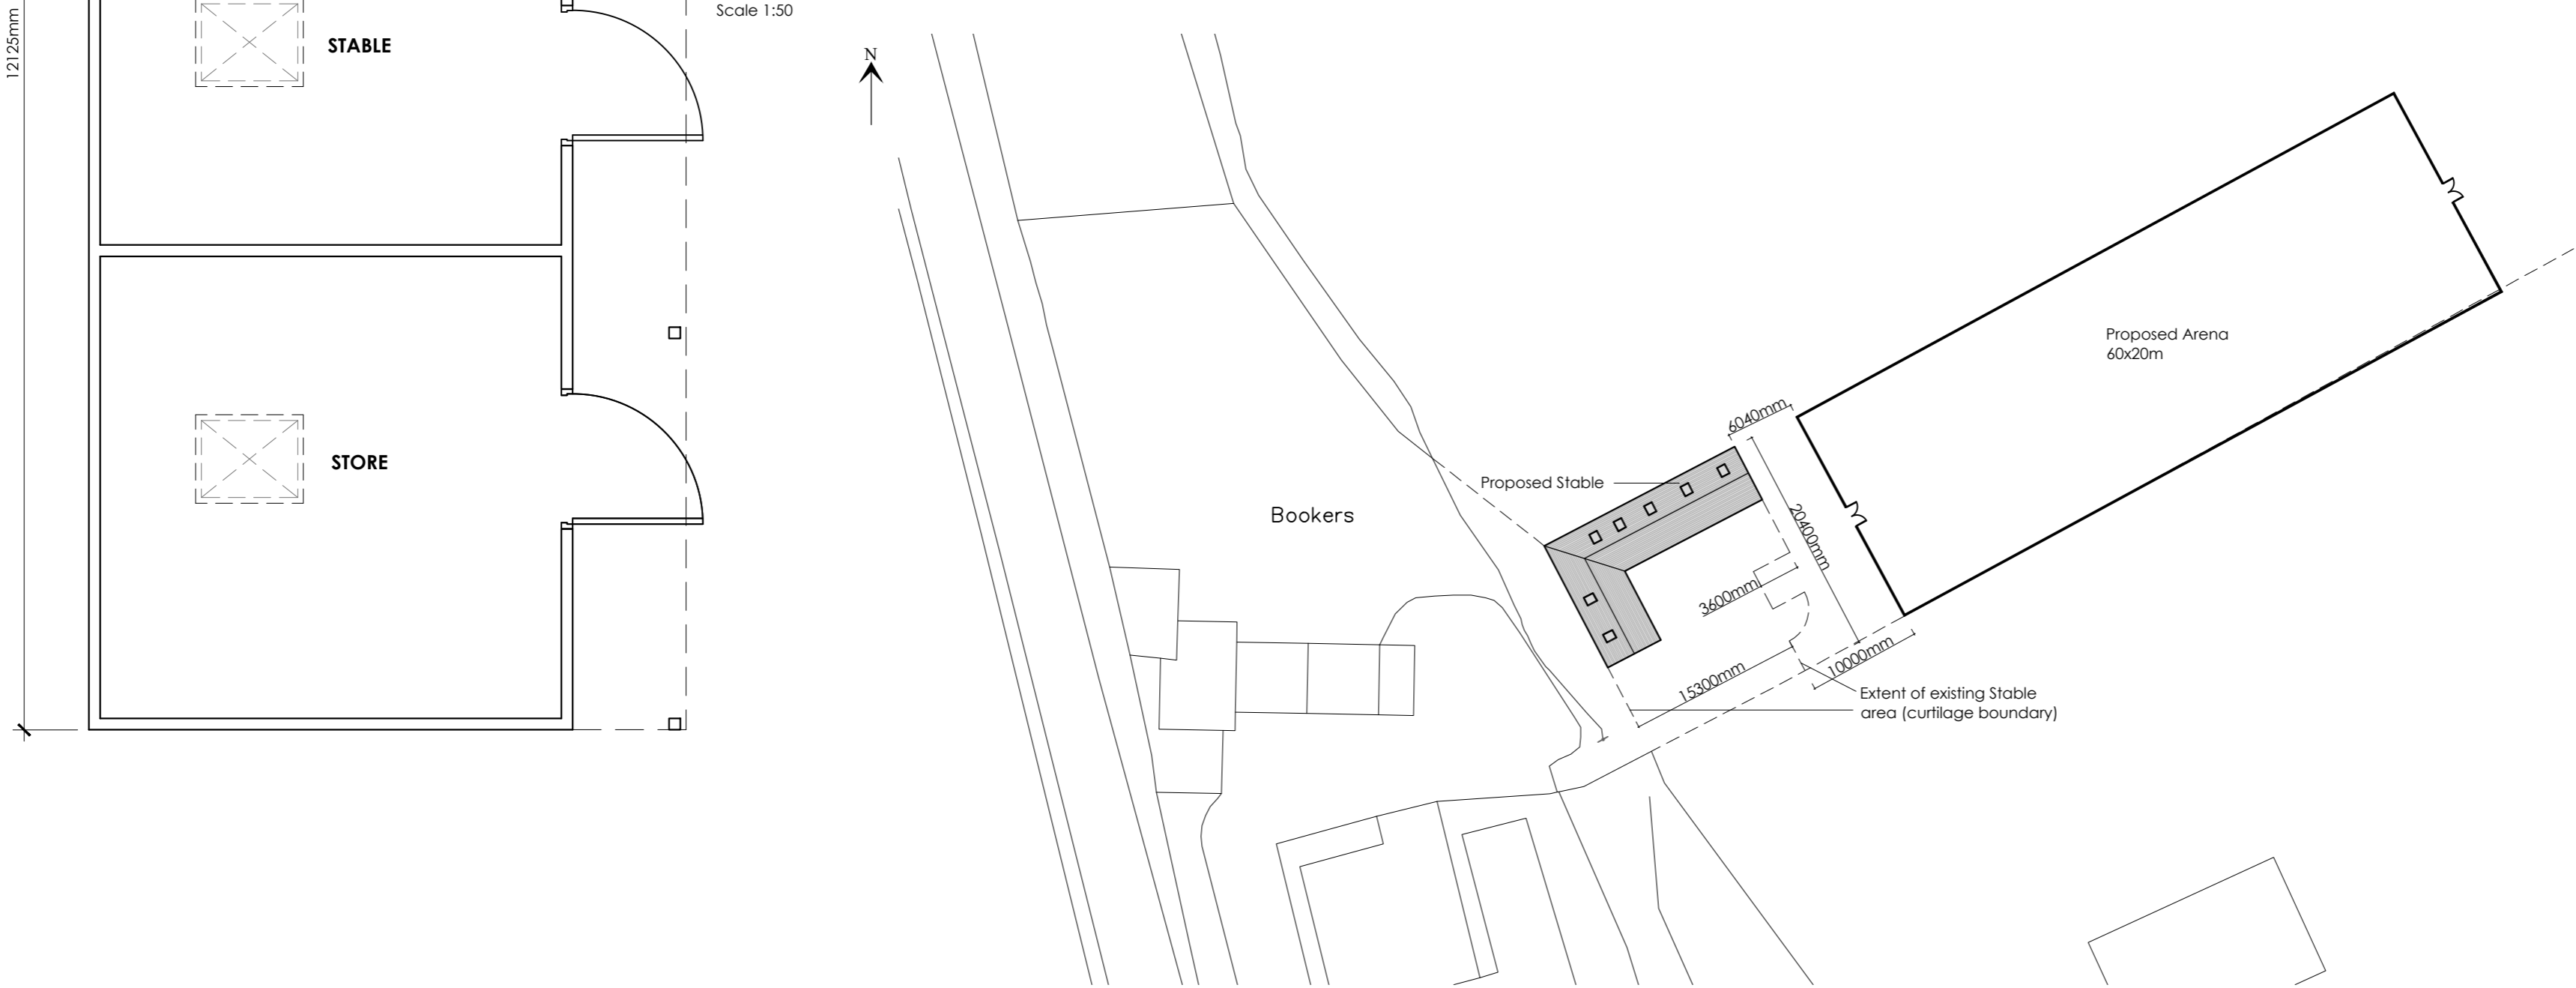 Scale 1:50
12125mm
STABLE
N
Proposed Arena
60x20m
6040mm
Proposed Stable
STORE
Bookers
20400mm
3600mm
15300mm
10000mm
Extent of existing Stable
area (curtilage boundary)